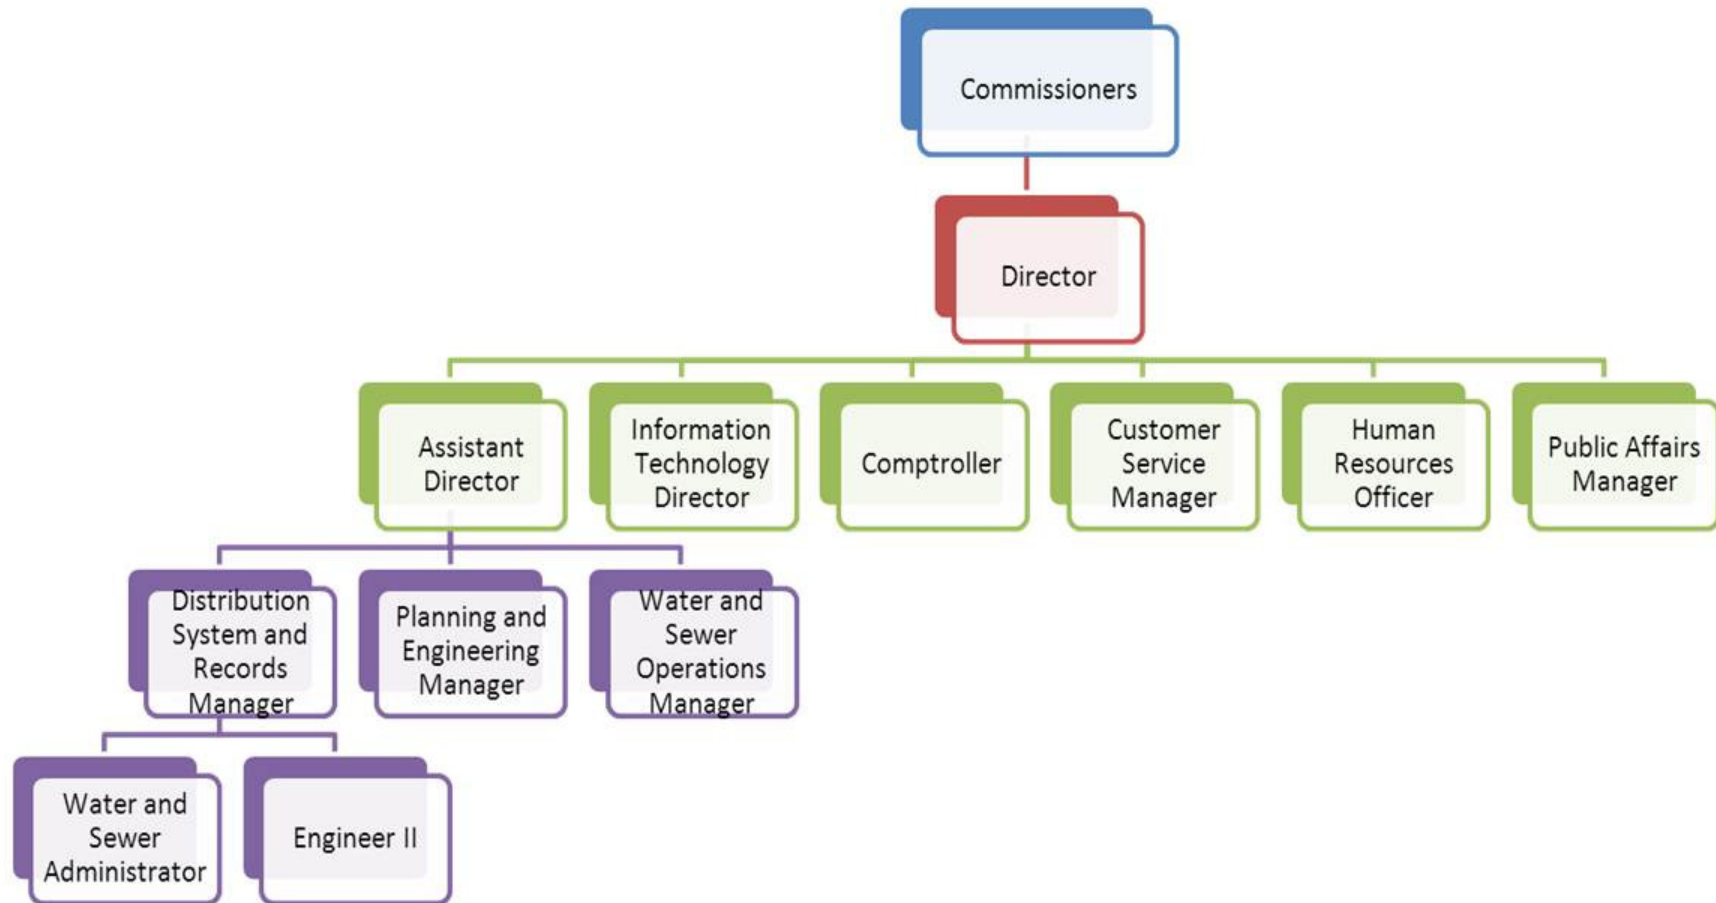 Commissioners
Director
Assistant
Director
Information
Technology
Director
Comptroller
Customer
Service
Manager
Human
Resources
Officer
Public Affairs
Manager
Distribution
System and
Records
Manager
Planning and
Engineering
Manager
Water and
Sewer
Operations
Manager
Water and
Sewer
Administrator
Engineer II